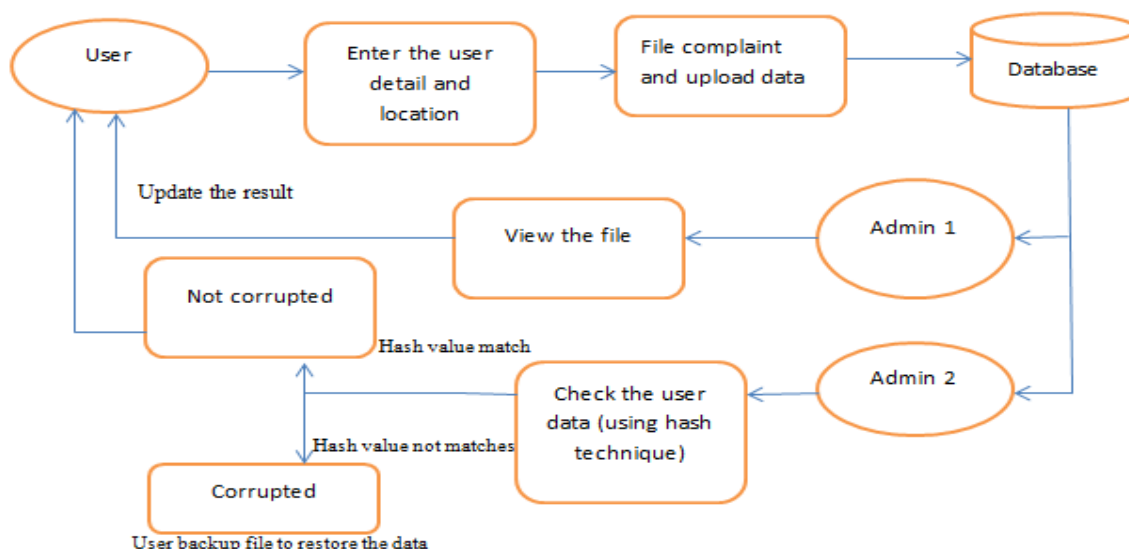 User
Enter the user
detail and
location
File complaint
and upload data
Database
Update the result
View the file
Admin 1
Not corrupted
Hash value match
Admin 2
Check the user
data (using hash
technique)
Hash value not matches
Corrupted
User backup file to restore the data